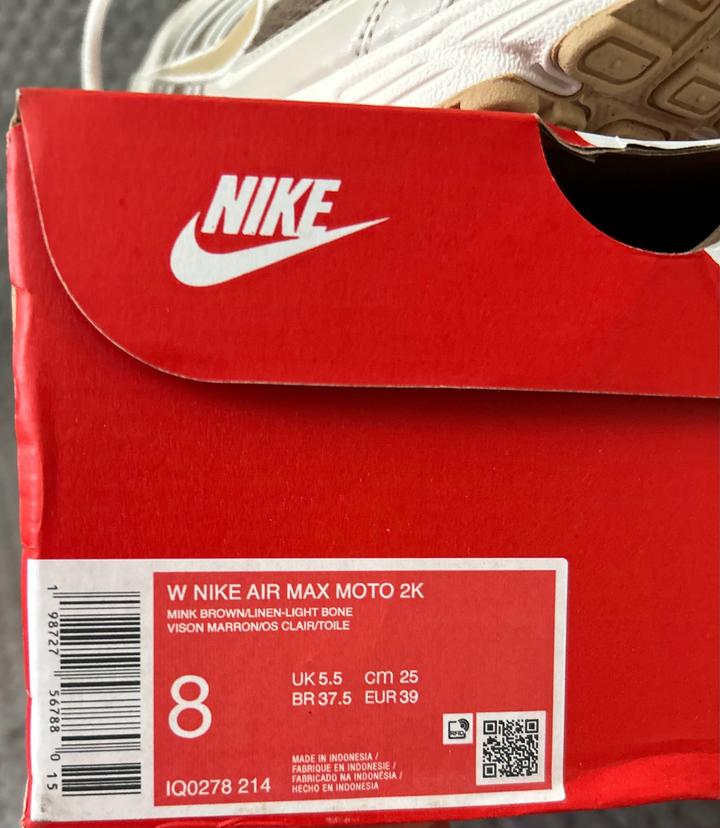 NIKE
W NIKE AIR MAX MOTO 2K
MINK BROWN/LINEN-LIGHT BONE
VISON MARRON/OS CLAIR/TOILE
8
UK 5.5 cm 25
BR 37.5 EUR 39
RFID
MADE IN INDONESIA /
FABRIQUE EN INDONESIE /
FABRICADO NA INDONÉSIA /
HECHO EN INDONESIA
IQ0278 214
1 98727 56788 0 15